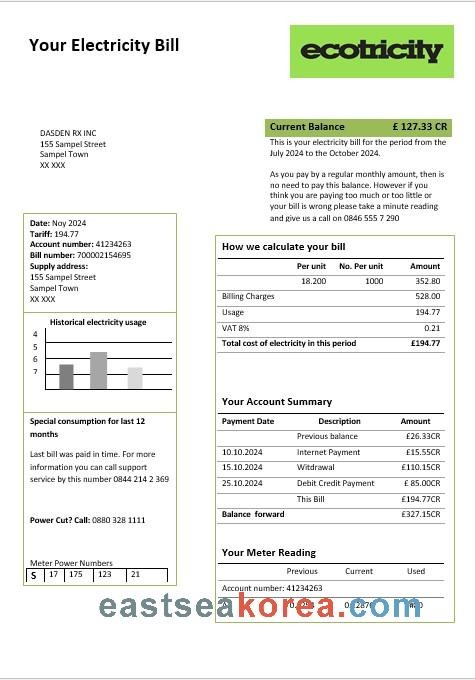 Your Electricity Bill
ecotricity
DASDEN RX INC
155 Sampel Street
Sampel Town
XX XXX
Current Balance £ 127.33 CR
This is your electricity bill for the period from the
July 2024 to the October 2024.
As you pay by a regular monthly amount, then is
no need to pay this balance. However if you
think you are paying too much or too little or
your bill is wrong please take a minute reading
and give us a call on 0846 555 7 290
Date: Noy 2024
Tariff: 194.77
Account number: 41234263
Bill number: 700002154695
Supply address:
155 Sampel Street
Sampel Town
XX XXX
Historical electricity usage
4
5
6
7
Special consumption for last 12
months
Last bill was paid in time. For more
information you can call support
service by this number 0844 214 2 369
Power Cut? Call: 0880 328 1111
Meter Power Numbers
S 17 175 123 21
How we calculate your bill
Per unit No. Per unit Amount
18.200 1000 352.80
Billing Charges 528.00
Usage 194.77
VAT 8% 0.21
Total cost of electricity in this period £194.77
Your Account Summary
Payment Date Description Amount
Previous balance £26.33CR
10.10.2024 Internet Payment £15.55CR
15.10.2024 Witdrawal £110.15CR
25.10.2024 Debit Credit Payment £ 85.00CR
This Bill £194.77CR
Balance forward £327.15CR
Your Meter Reading
Previous Current Used
Account number: 41234263
eastseakorea.com